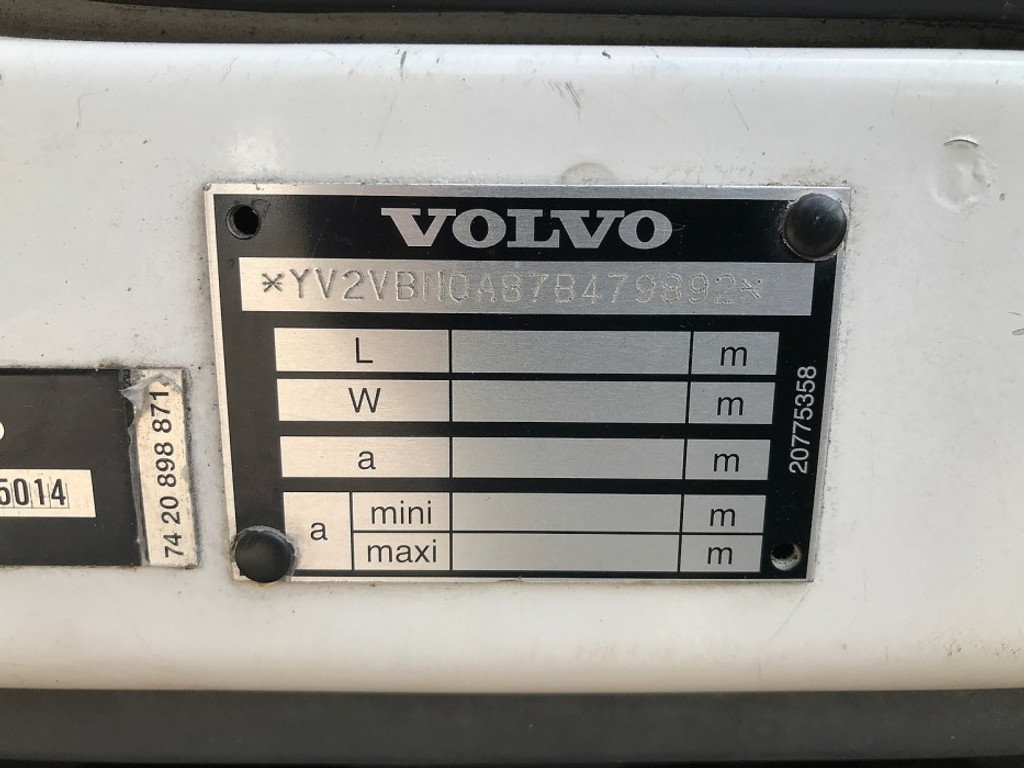 VOLVO
*YV2VBN0A87B479892*
L m
W m
a m
a mini m
maxi m
20775358
5014
74 20 898 871